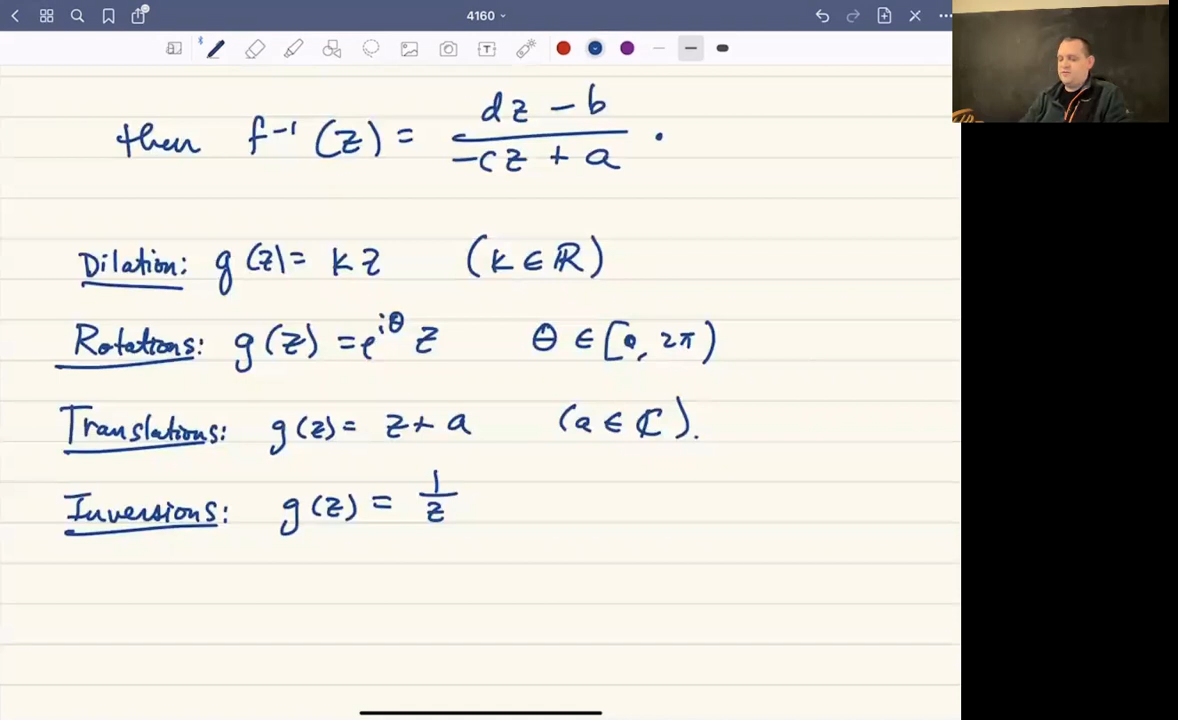 4160
then f⁻¹(z) = (dz - b)/(-cz + a).
Dilation: g(z) = kz (k ∈ ℝ)
Rotations: g(z) = e^{iθ} z θ ∈ [0, 2π)
Translations: g(z) = z + a (a ∈ ℂ).
Inversions: g(z) = 1/z